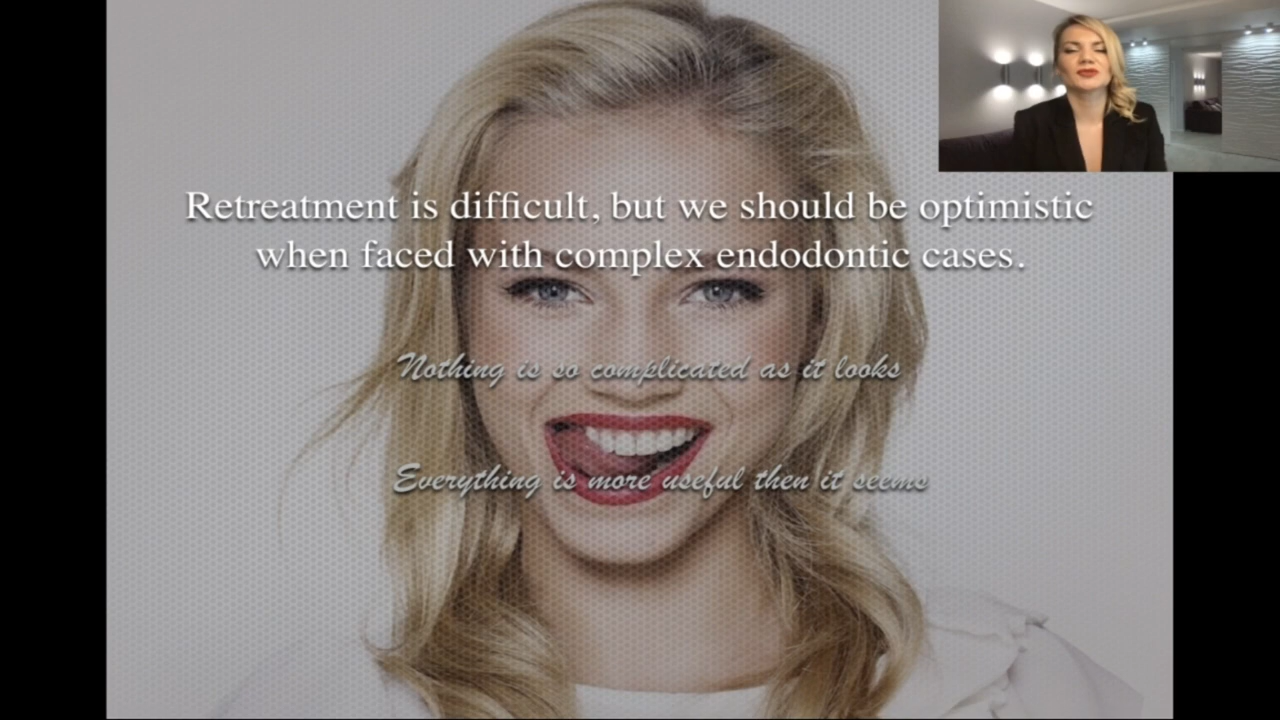 Retreatment is difficult, but we should be optimistic
when faced with complex endodontic cases.
Nothing is so complicated as it looks
Everything is more useful then it seems